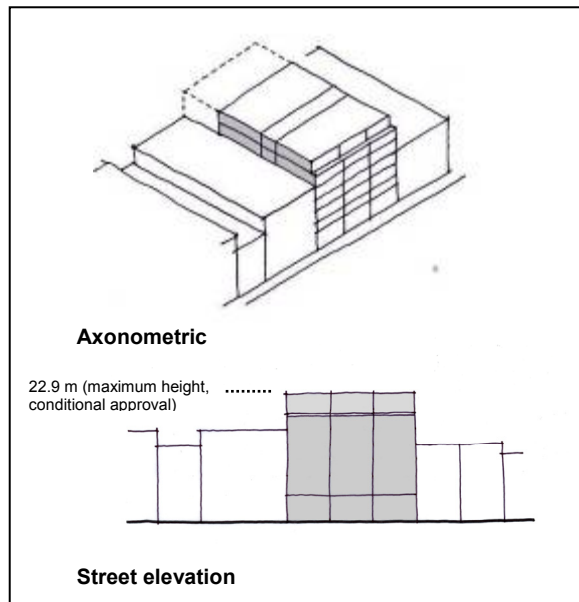 Axonometric
22.9 m (maximum height, .........
conditional approval)
Street elevation